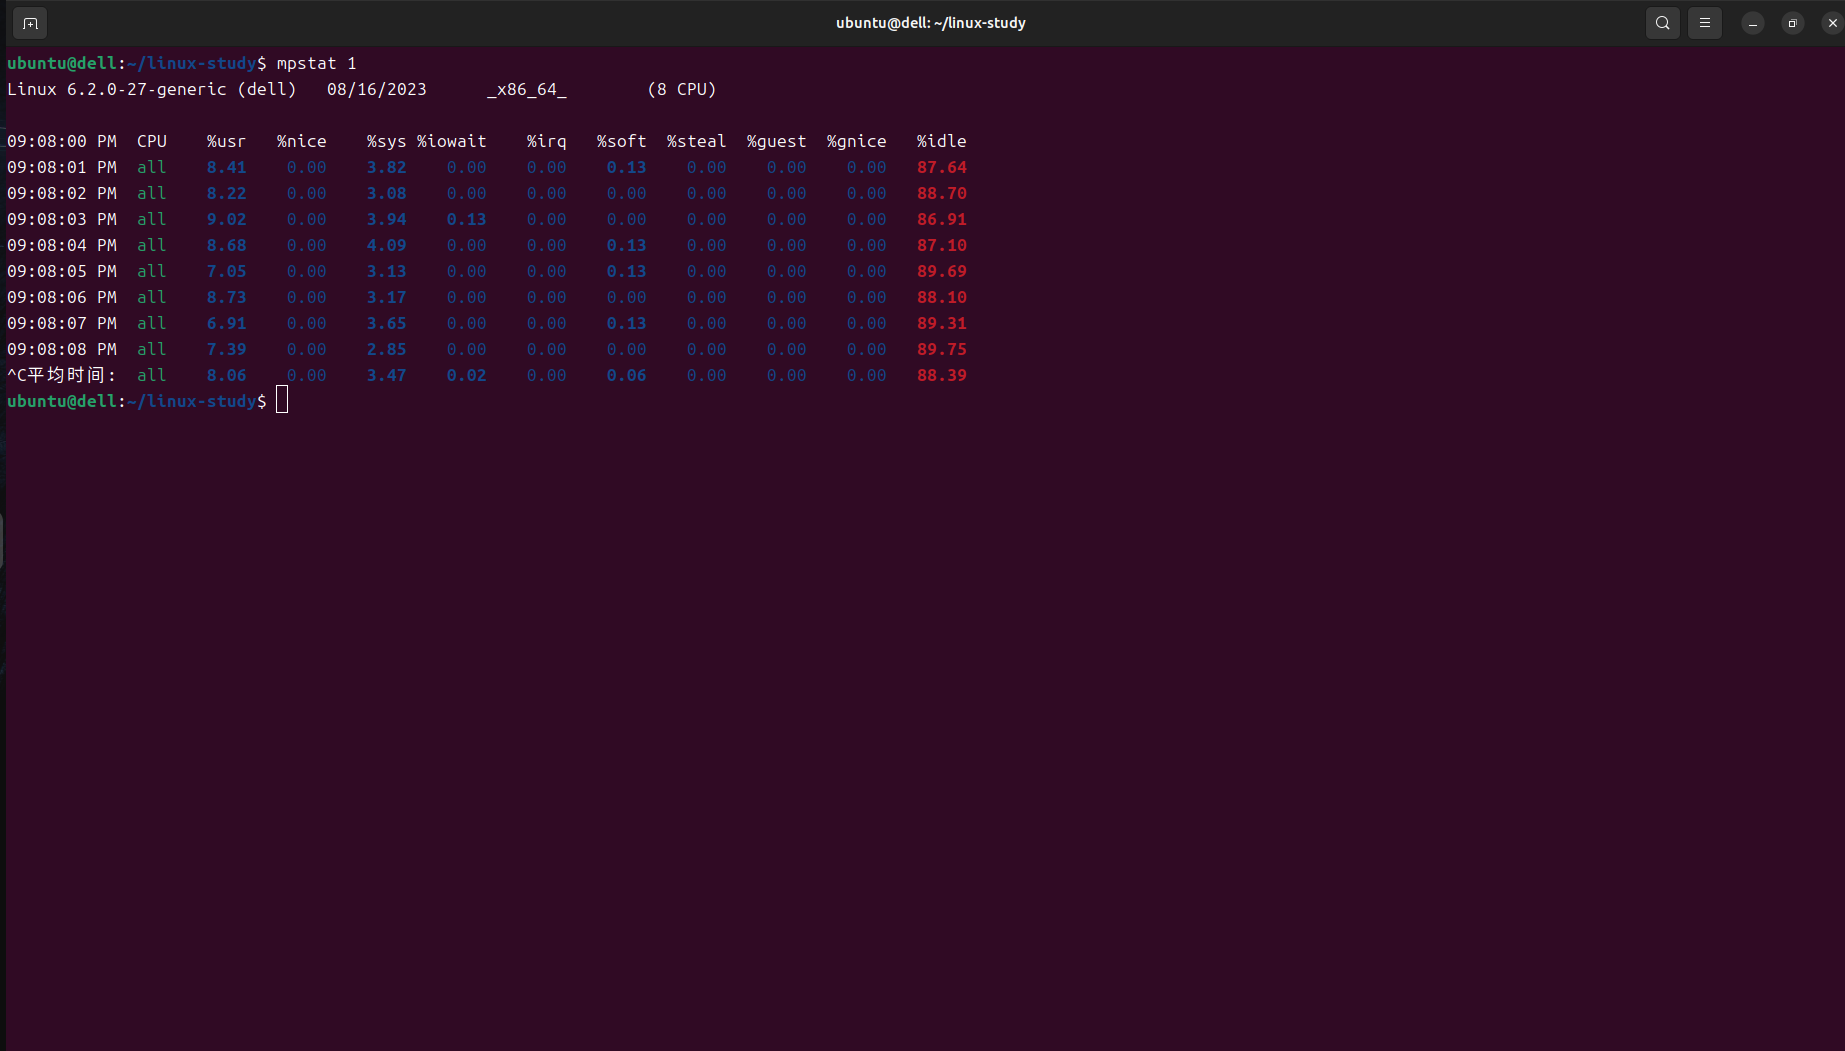 ubuntu@dell: ~/linux-study
ubuntu@dell:~/linux-study$ mpstat 1
Linux 6.2.0-27-generic (dell)   08/16/2023      _x86_64_        (8 CPU)
09:08:00 PM  CPU    %usr   %nice    %sys %iowait    %irq   %soft  %steal  %guest  %gnice   %idle
09:08:01 PM  all    8.41    0.00    3.82    0.00    0.00    0.13    0.00    0.00    0.00   87.64
09:08:02 PM  all    8.22    0.00    3.08    0.00    0.00    0.00    0.00    0.00    0.00   88.70
09:08:03 PM  all    9.02    0.00    3.94    0.13    0.00    0.00    0.00    0.00    0.00   86.91
09:08:04 PM  all    8.68    0.00    4.09    0.00    0.00    0.13    0.00    0.00    0.00   87.10
09:08:05 PM  all    7.05    0.00    3.13    0.00    0.00    0.13    0.00    0.00    0.00   89.69
09:08:06 PM  all    8.73    0.00    3.17    0.00    0.00    0.00    0.00    0.00    0.00   88.10
09:08:07 PM  all    6.91    0.00    3.65    0.00    0.00    0.13    0.00    0.00    0.00   89.31
09:08:08 PM  all    7.39    0.00    2.85    0.00    0.00    0.00    0.00    0.00    0.00   89.75
^C平均时间:  all    8.06    0.00    3.47    0.02    0.00    0.06    0.00    0.00    0.00   88.39
ubuntu@dell:~/linux-study$